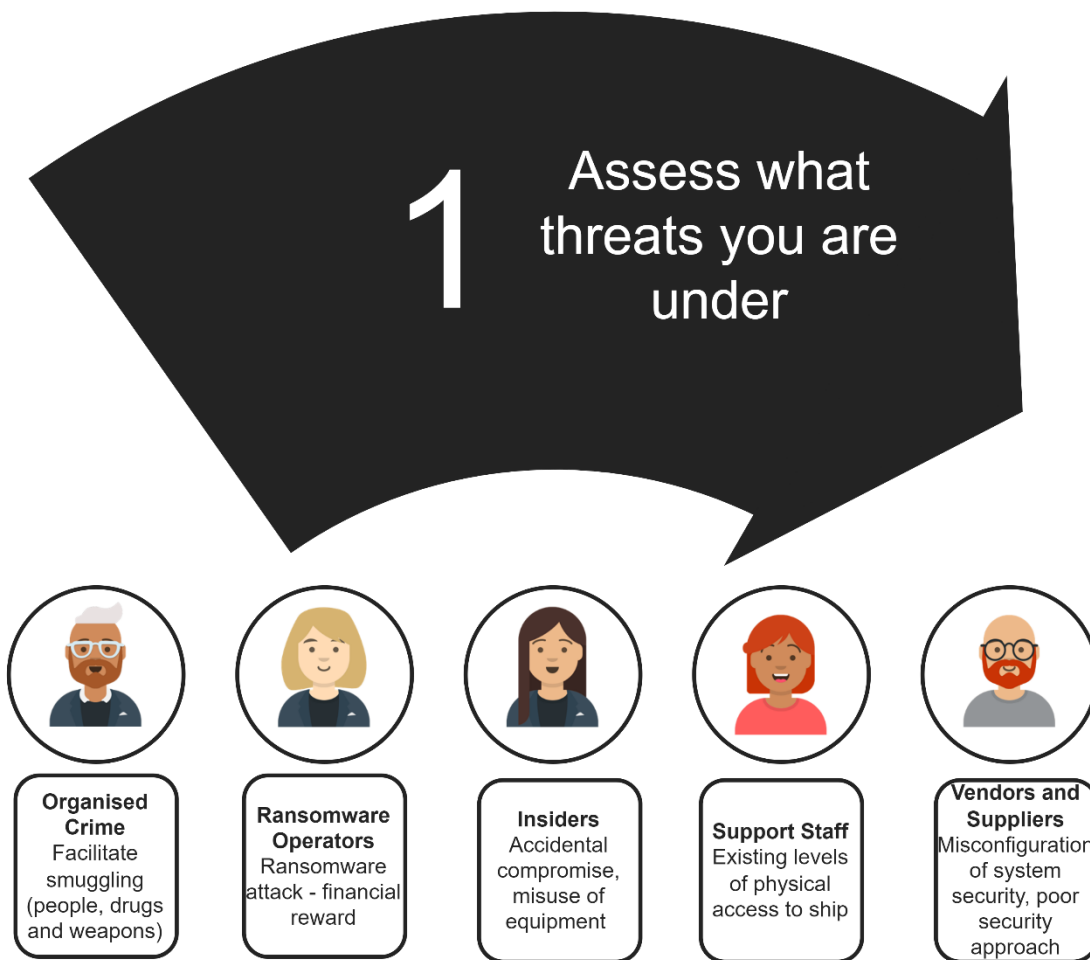 1
Assess what
threats you are
under
Organised
Crime
Facilitate
smuggling
(people, drugs
and weapons)
Ransomware
Operators
Ransomware
attack - financial
reward
Insiders
Accidental
compromise,
misuse of
equipment
Support Staff
Existing levels
of physical
access to ship
Vendors and
Suppliers
Misconfiguration
of system
security, poor
security
approach